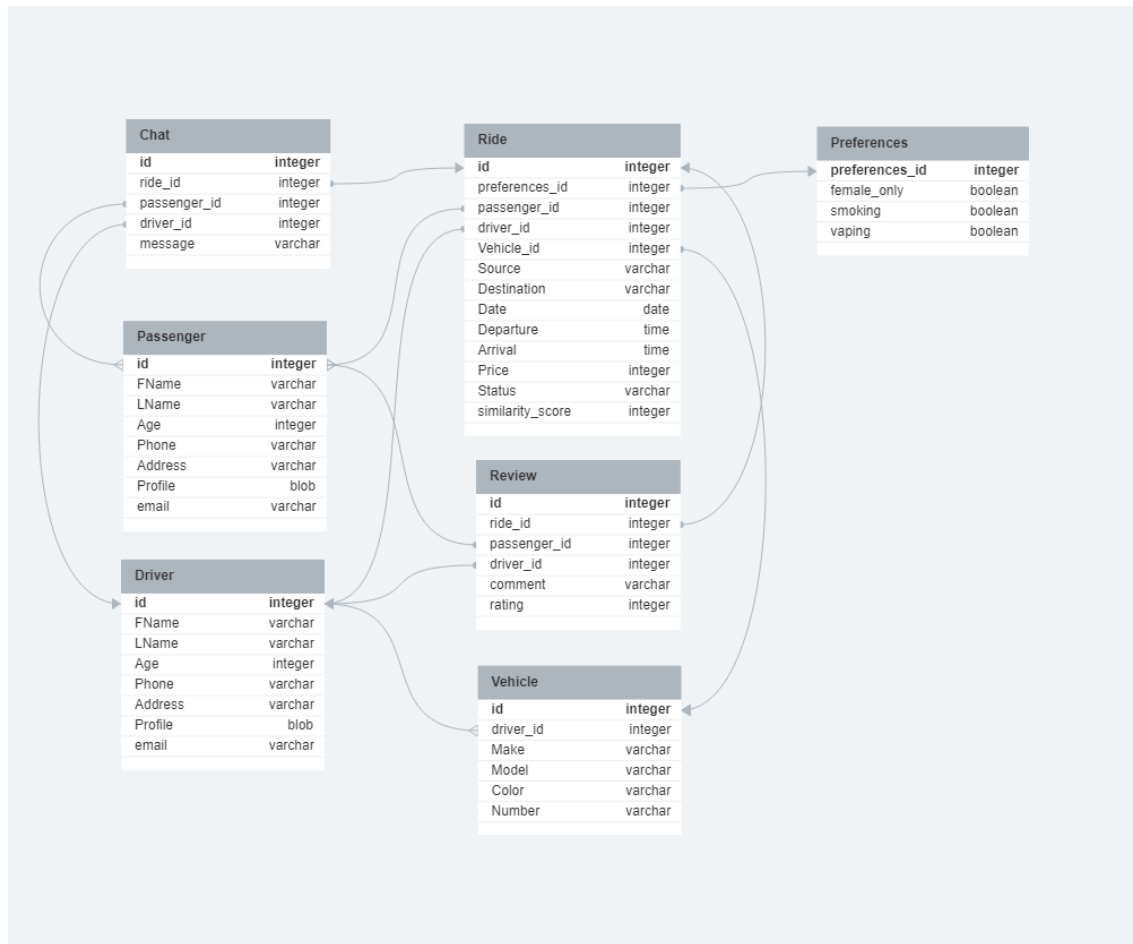 Chat
id integer
ride_id integer
passenger_id integer
driver_id integer
message varchar
Ride
id integer
preferences_id integer
passenger_id integer
driver_id integer
Vehicle_id integer
Source varchar
Destination varchar
Date date
Departure time
Arrival time
Price integer
Status varchar
similarity_score integer
Preferences
preferences_id integer
female_only boolean
smoking boolean
vaping boolean
Passenger
id integer
FName varchar
LName varchar
Age integer
Phone varchar
Address varchar
Profile blob
email varchar
Review
id integer
ride_id integer
passenger_id integer
driver_id integer
comment varchar
rating integer
Driver
id integer
FName varchar
LName varchar
Age integer
Phone varchar
Address varchar
Profile blob
email varchar
Vehicle
id integer
driver_id integer
Make varchar
Model varchar
Color varchar
Number varchar